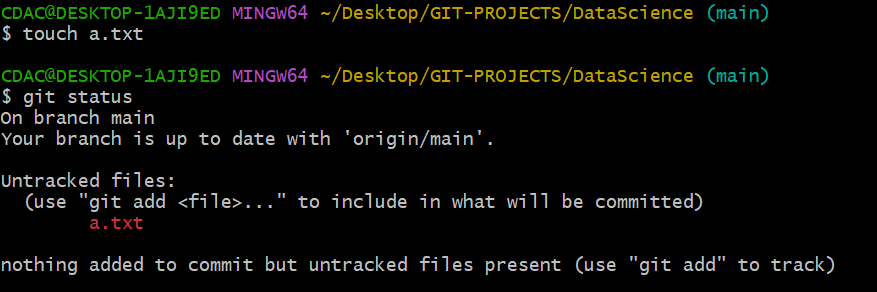 CDAC@DESKTOP-1AJI9ED MINGW64 ~/Desktop/GIT-PROJECTS/DataScience (main)
$ touch a.txt
CDAC@DESKTOP-1AJI9ED MINGW64 ~/Desktop/GIT-PROJECTS/DataScience (main)
$ git status
On branch main
Your branch is up to date with 'origin/main'.
Untracked files:
  (use "git add <file>..." to include in what will be committed)
        a.txt
nothing added to commit but untracked files present (use "git add" to track)